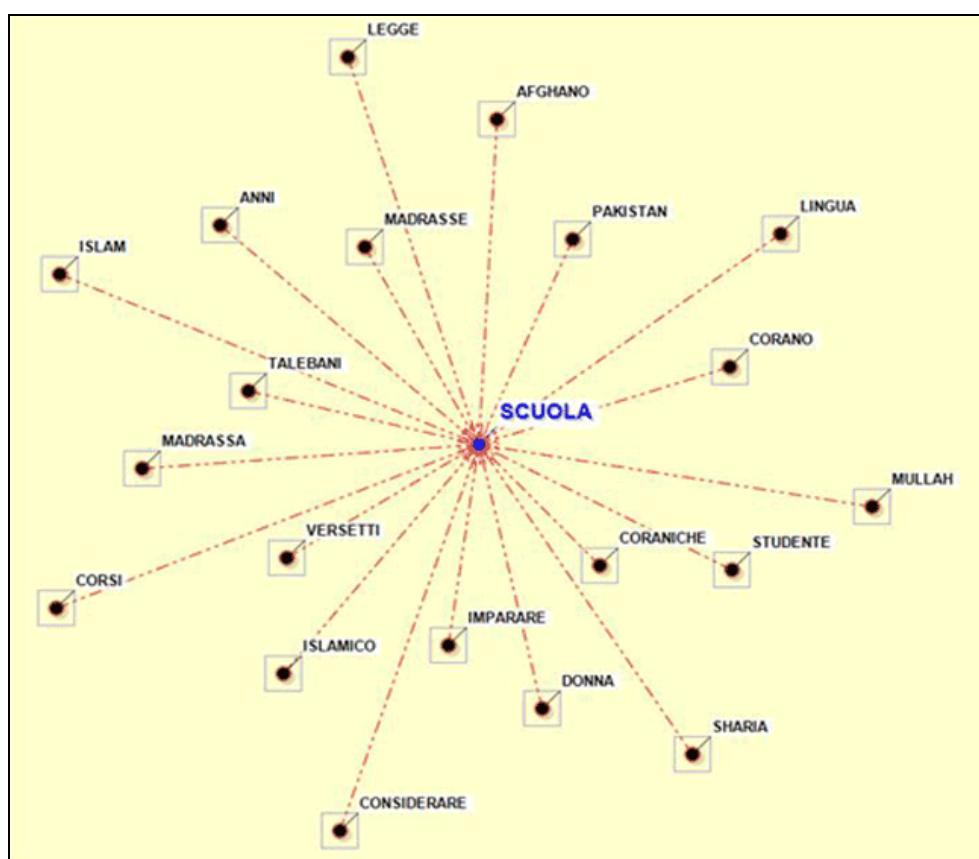 LEGGE
AFGHANO
ANNI
MADRASSE
PAKISTAN
LINGUA
ISLAM
TALEBANI
CORANO
SCUOLA
MADRASSA
MULLAH
VERSETTI
CORANICHE
STUDENTE
CORSI
IMPARARE
ISLAMICO
DONNA
SHARIA
CONSIDERARE